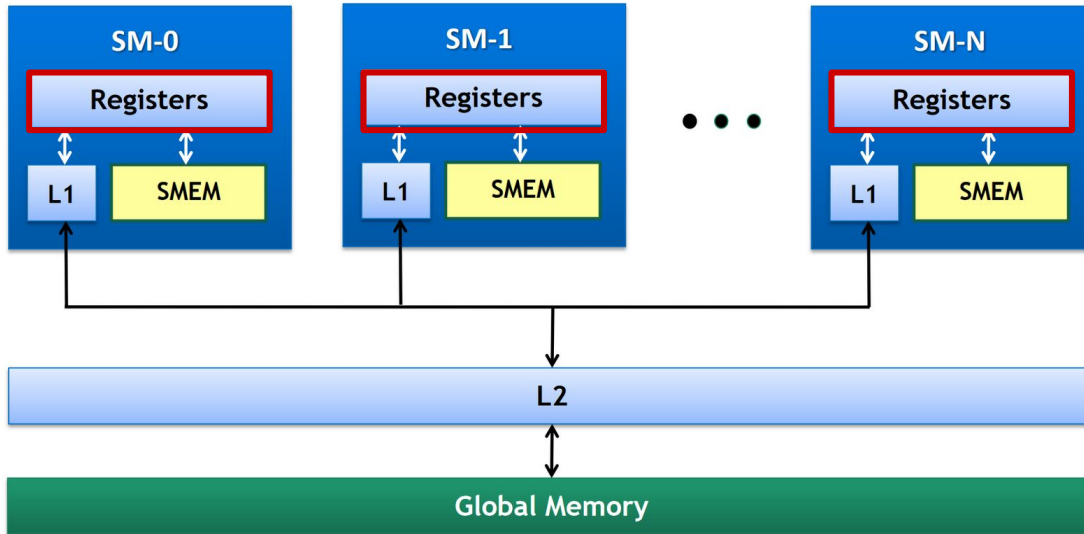 SM-0
SM-1
SM-N
Registers
Registers
Registers
L1
SMEM
L1
SMEM
L1
SMEM
L2
Global Memory